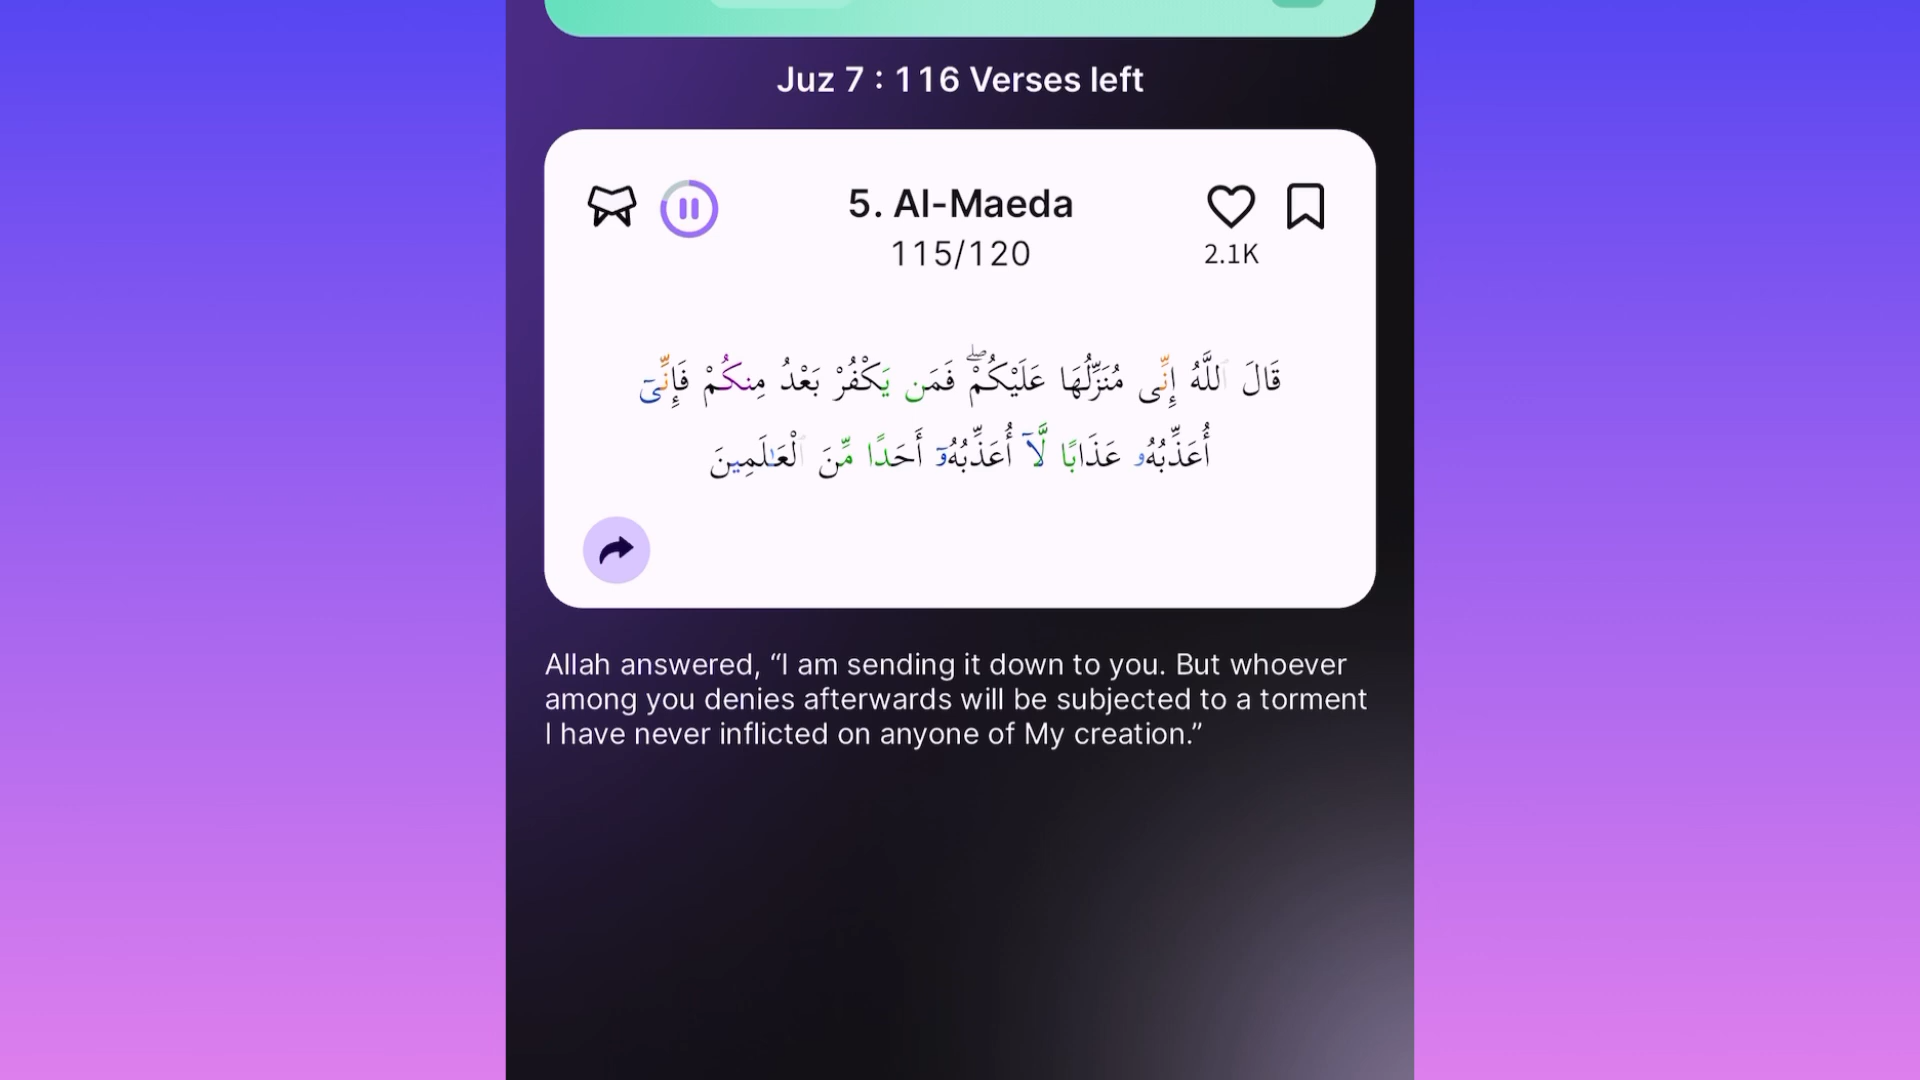 Juz 7 : 116 Verses left
5. Al-Maeda
115/120
2.1K
قَالَ ٱللَّهُ إِنِّى مُنَزِّلُهَا عَلَيْكُمْ ۖ فَمَن يَكْفُرْ بَعْدُ مِنكُمْ فَإِنِّىٓ
أُعَذِّبُهُۥ عَذَابًا لَّآ أُعَذِّبُهُۥٓ أَحَدًا مِّنَ ٱلْعَـٰلَمِينَ
Allah answered, “I am sending it down to you. But whoever
among you denies afterwards will be subjected to a torment
I have never inflicted on anyone of My creation.”